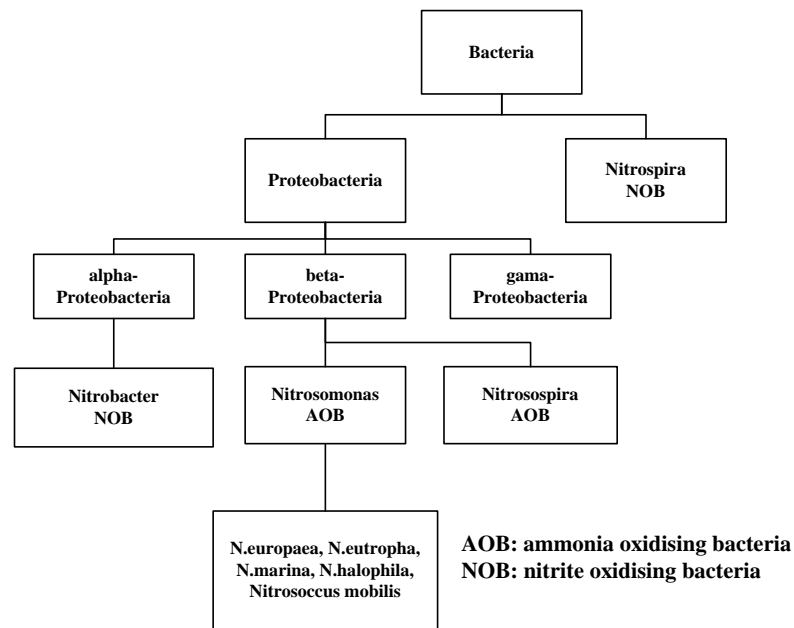 Bacteria
Proteobacteria
Nitrospira
NOB
alpha-
Proteobacteria
beta-
Proteobacteria
gama-
Proteobacteria
Nitrobacter
NOB
Nitrosomonas
AOB
Nitrosospira
AOB
N.europaea, N.eutropha,
N.marina, N.halophila,
Nitrosoccus mobilis
AOB: ammonia oxidising bacteria
NOB: nitrite oxidising bacteria